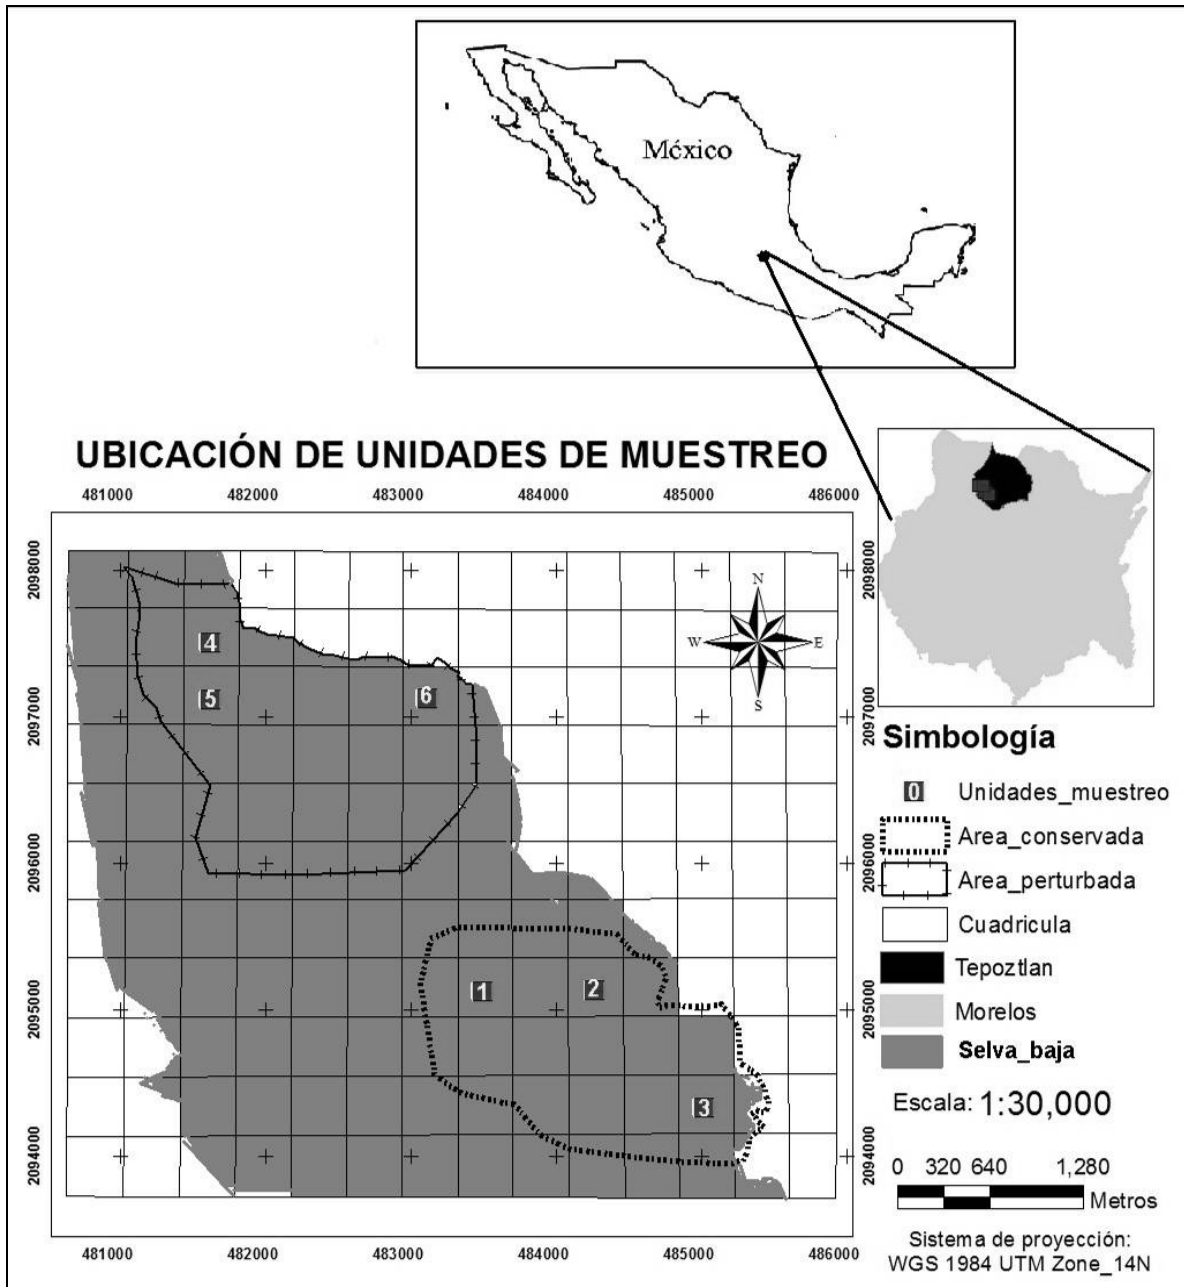 México
UBICACIÓN DE UNIDADES DE MUESTREO
481000 482000 483000 484000 485000 486000
2098000 2098000
N
W E
S
4
5
6
2097000 2097000
2096000 2096000
1
2
2095000 2095000
3
2094000 2094000
481000 482000 483000 484000 485000 486000
Simbología
0 Unidades_muestreo
Area_conservada
Area_perturbada
Cuadricula
Tepoztlan
Morelos
Selva_baja
Escala: 1:30,000
0 320 640 1,280
Metros
Sistema de proyección:
WGS 1984 UTM Zone_14N